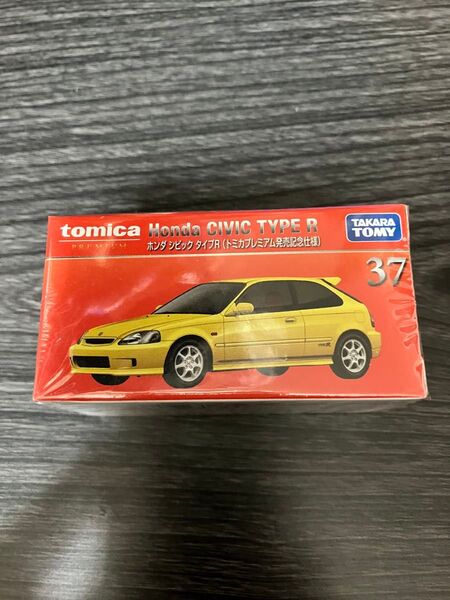 tomica Honda CIVIC TYPE R
PREMIUM
ホンダ シビック タイプR (トミカプレミアム発売記念仕様)
TAKARA
TOMY
37
TYPE R